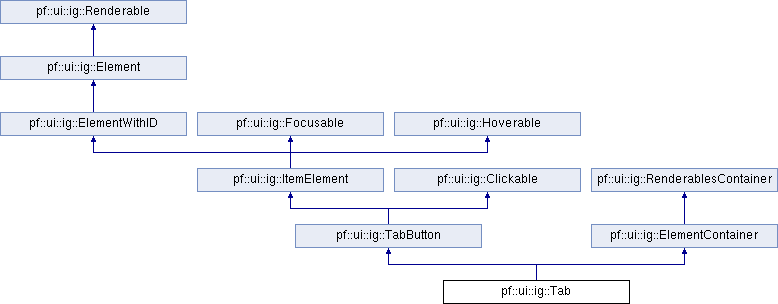 pf::ui::ig::Renderable
pf::ui::ig::Element
pf::ui::ig::ElementWithID
pf::ui::ig::Focusable
pf::ui::ig::Hoverable
pf::ui::ig::ItemElement
pf::ui::ig::Clickable
pf::ui::ig::RenderablesContainer
pf::ui::ig::TabButton
pf::ui::ig::ElementContainer
pf::ui::ig::Tab